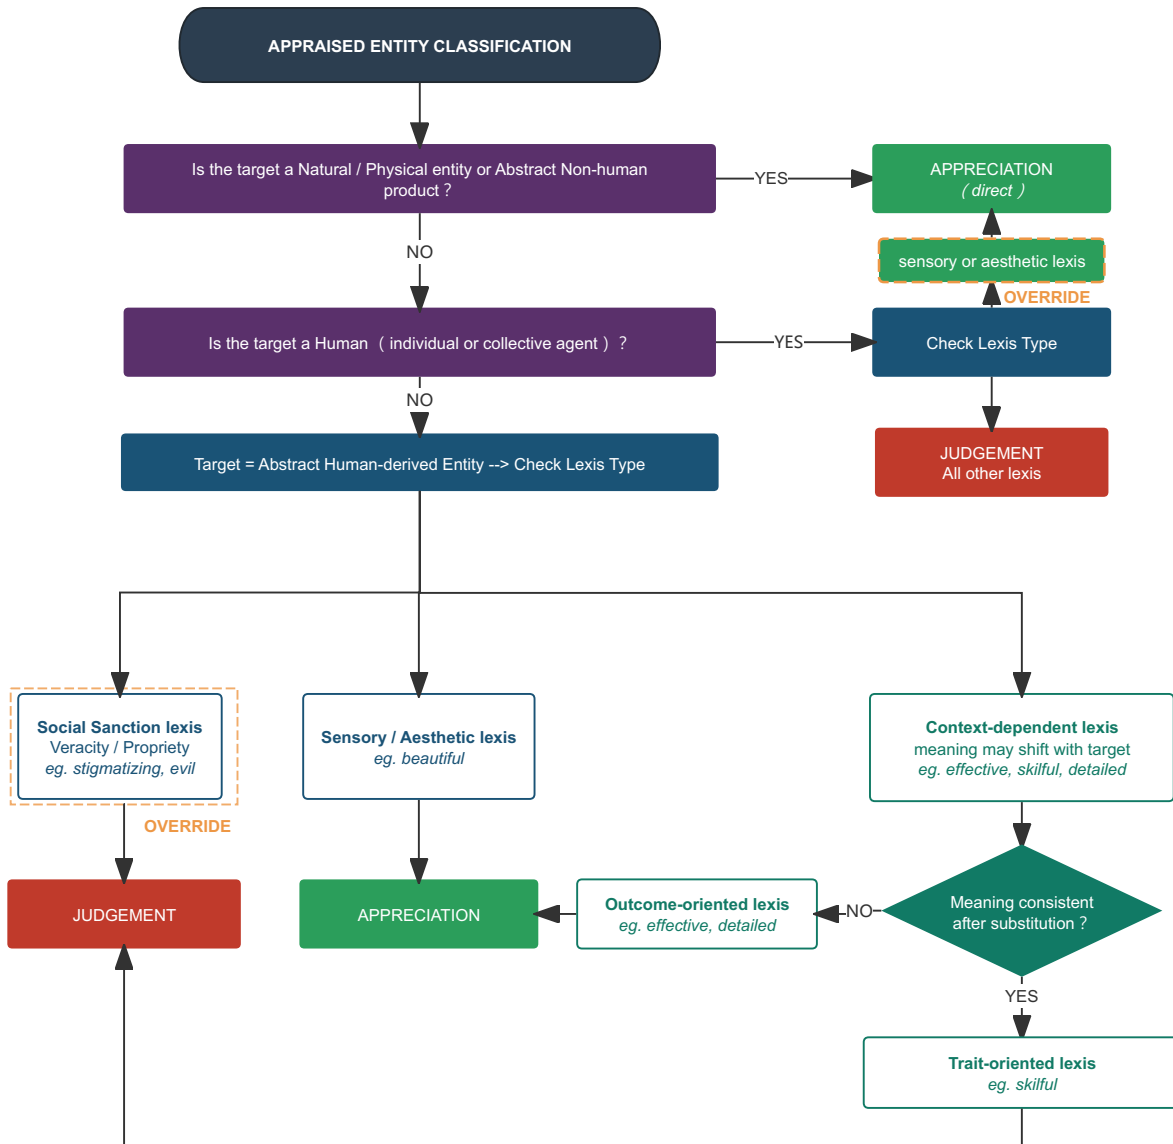 APPRAISED ENTITY CLASSIFICATION
Is the target a Natural / Physical entity or Abstract Non-human
product？
YES
APPRECIATION
（direct）
NO
sensory or aesthetic lexis
OVERRIDE
Is the target a Human （individual or collective agent）？
YES
Check Lexis Type
NO
Target = Abstract Human-derived Entity --> Check Lexis Type
JUDGEMENT
All other lexis
Social Sanction lexis
Veracity / Propriety
eg. stigmatizing, evil
OVERRIDE
Sensory / Aesthetic lexis
eg. beautiful
Context-dependent lexis
meaning may shift with target
eg. effective, skilful, detailed
JUDGEMENT
APPRECIATION
Outcome-oriented lexis
eg. effective, detailed
NO
Meaning consistent
after substitution？
YES
Trait-oriented lexis
eg. skilful